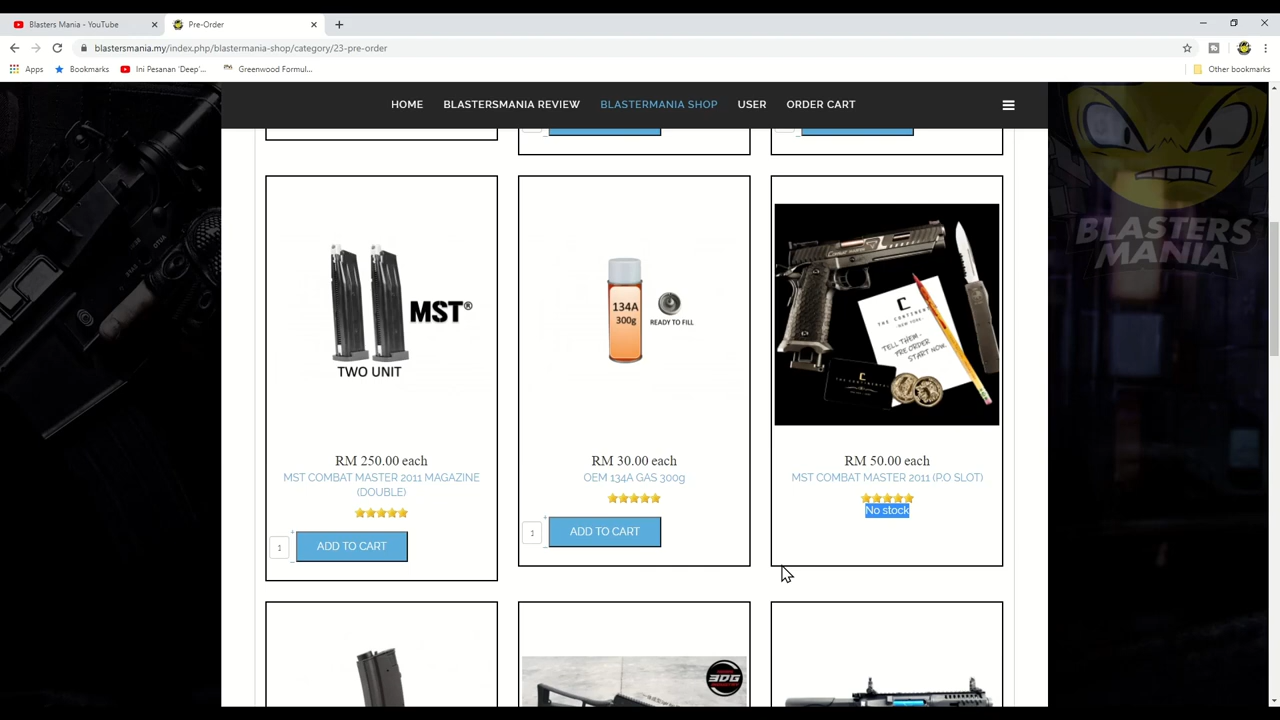 Blasters Mania - YouTube
Pre-Order
blastersmania.my/index.php/blastermania-shop/category/23-pre-order
Apps
Bookmarks
Ini Pesanan 'Deep'...
Greenwood Formul...
Other bookmarks
HOME
BLASTERSMANIA REVIEW
BLASTERMANIA SHOP
USER
ORDER CART
BLASTERS
MANIA
MST®
TWO UNIT
RM 250.00 each
MST COMBAT MASTER 2011 MAGAZINE
(DOUBLE)
1
ADD TO CART
134A
300g
READY TO FILL
RM 30.00 each
OEM 134A GAS 300g
1
ADD TO CART
C
THE CONTINENTAL
NEW YORK
TELL THEM-
PRE-ORDER
START NOW.
RM 50.00 each
MST COMBAT MASTER 2011 (P.O SLOT)
No stock
3DG